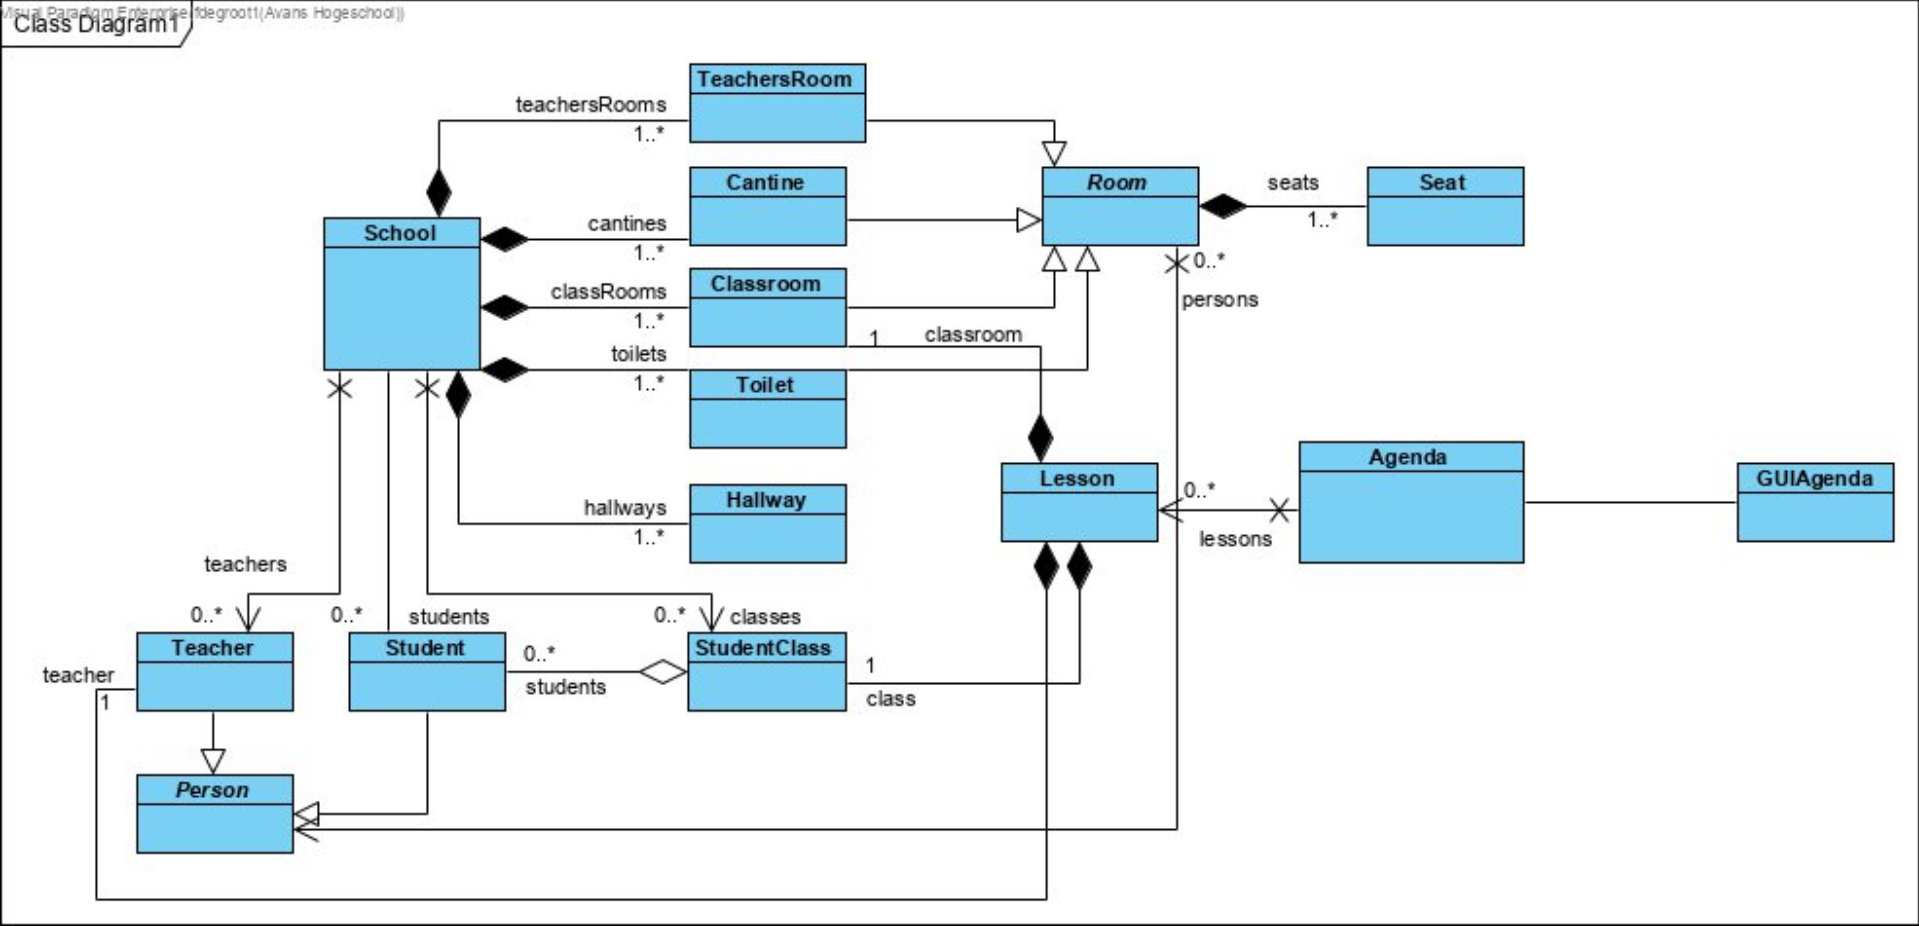 Visual Paradigm Enterprise(fdegroot1(Avans Hogeschool))
Class Diagram1
TeachersRoom
teachersRooms
1..*
Cantine
Room
seats
Seat
1..*
School
cantines
1..*
0..*
Classroom
classRooms
persons
1..*
1
classroom
toilets
1..*
Toilet
Agenda
Lesson
GUIAgenda
0..*
Hallway
hallways
1..*
lessons
teachers
0..*
0..*
students
0..*
classes
Teacher
Student
StudentClass
0..*
1
teacher
students
1
class
Person